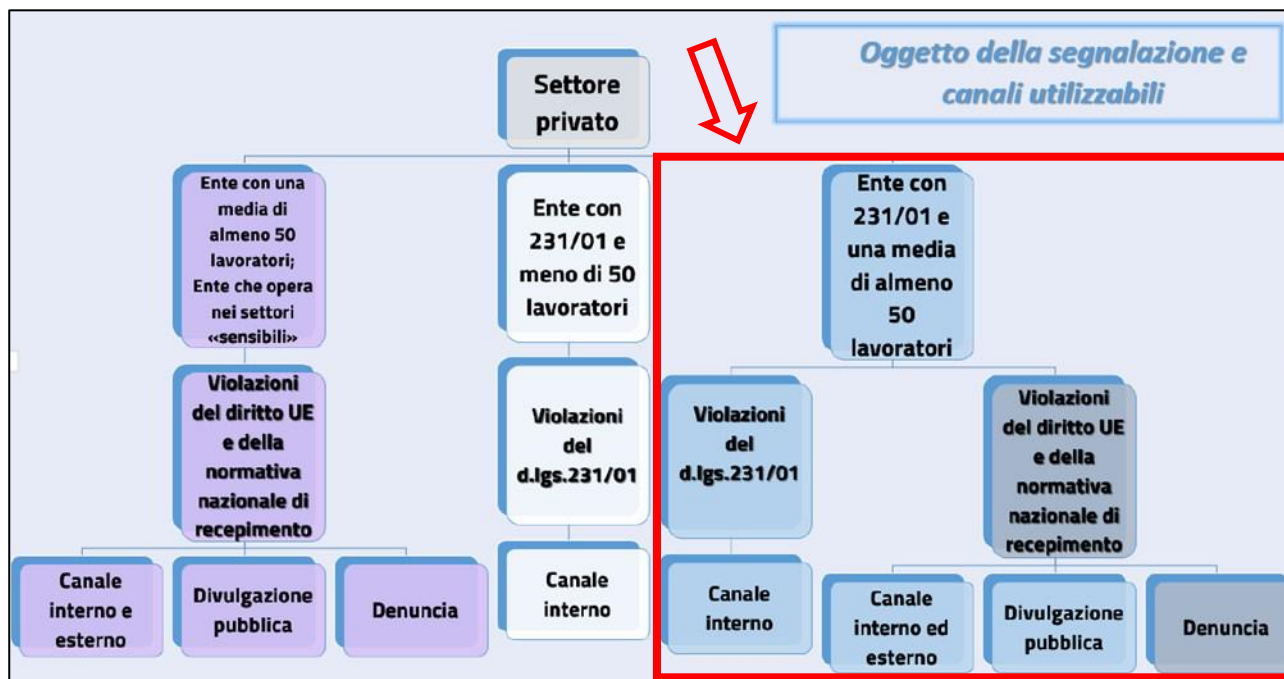 Oggetto della segnalazione e
canali utilizzabili
Settore
privato
Ente con una
media di
almeno 50
lavoratori;
Ente che opera
nei settori
«sensibili»
Ente con
231/01 e
meno di 50
lavoratori
Ente con
231/01 e
una media
di almeno
50
lavoratori
Violazioni
del diritto UE
e della
normativa
nazionale di
recepimento
Violazioni
del
d.lgs.231/01
Violazioni
del
d.lgs.231/01
Violazioni
del diritto UE
e della
normativa
nazionale di
recepimento
Canale
interno e
esterno
Divulgazione
pubblica
Denuncia
Canale
interno
Canale
interno
Canale
interno ed
esterno
Divulgazione
pubblica
Denuncia